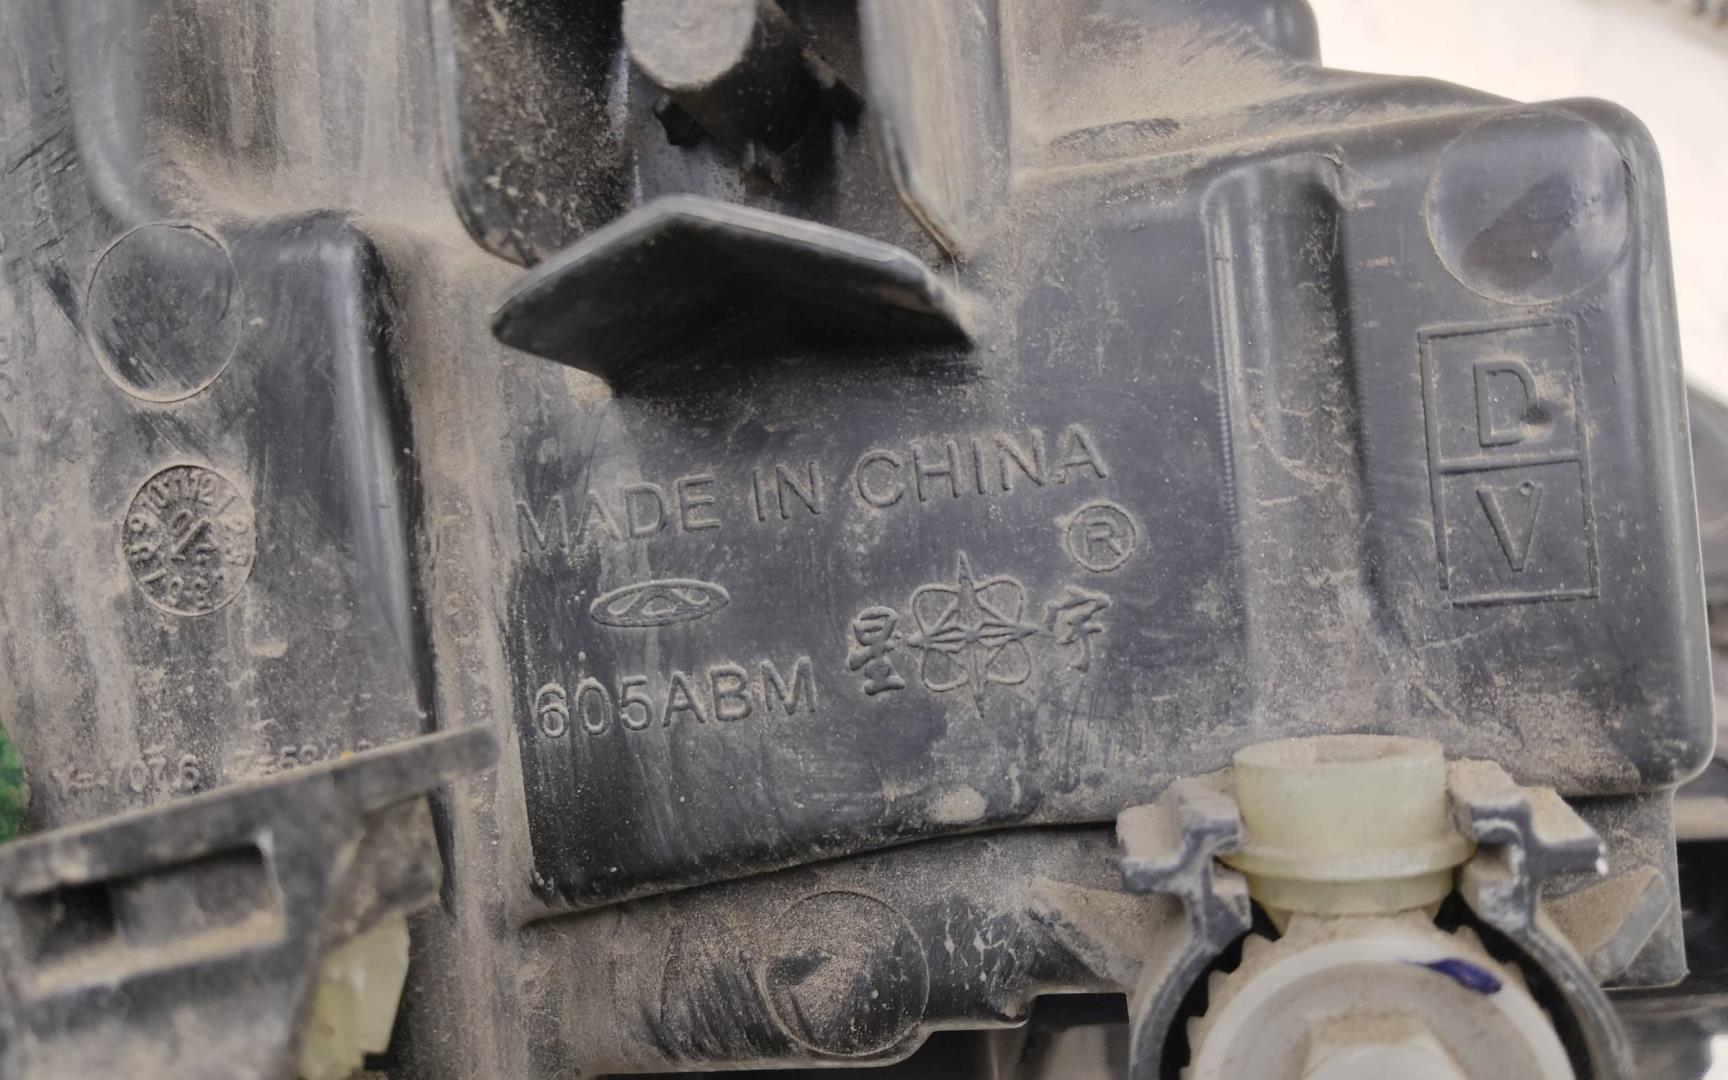 MADE IN CHINA
®
星 宇
605ABM
D
V